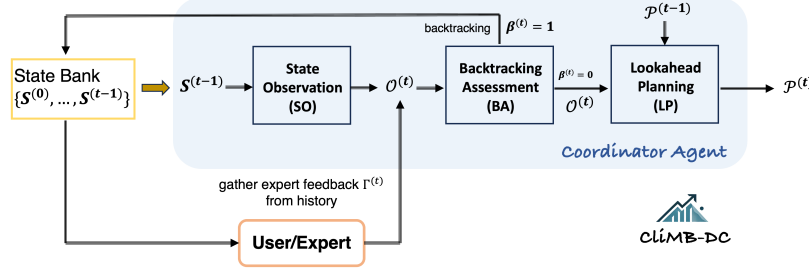 backtracking
β⁽ᵗ⁾ = 1
𝒫⁽ᵗ⁻¹⁾
State Bank
{S⁽⁰⁾, …, S⁽ᵗ⁻¹⁾}
S⁽ᵗ⁻¹⁾
State
Observation
(SO)
𝒪⁽ᵗ⁾
Backtracking
Assessment
(BA)
β⁽ᵗ⁾=0
𝒪⁽ᵗ⁾
Lookahead
Planning
(LP)
𝒫⁽ᵗ⁾
Coordinator Agent
gather expert feedback Γ⁽ᵗ⁾
from history
User/Expert
CliMB-DC